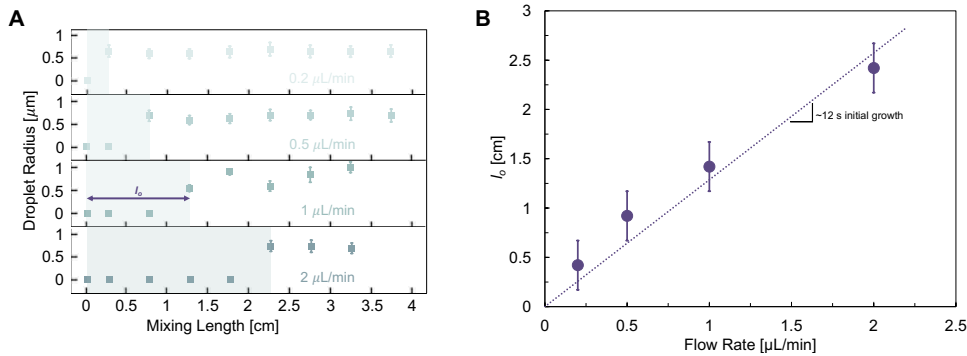 A
Droplet Radius [μm]
1
0.5
0
0.2 μL/min
1
0.5
0
0.5 μL/min
1
0.5
0
lo
1 μL/min
1
0.5
0
2 μL/min
0 0.5 1 1.5 2 2.5 3 3.5 4
Mixing Length [cm]
B
lo [cm]
3
2.5
2
1.5
1
0.5
0
~12 s initial growth
0 0.5 1 1.5 2 2.5
Flow Rate [μL/min]